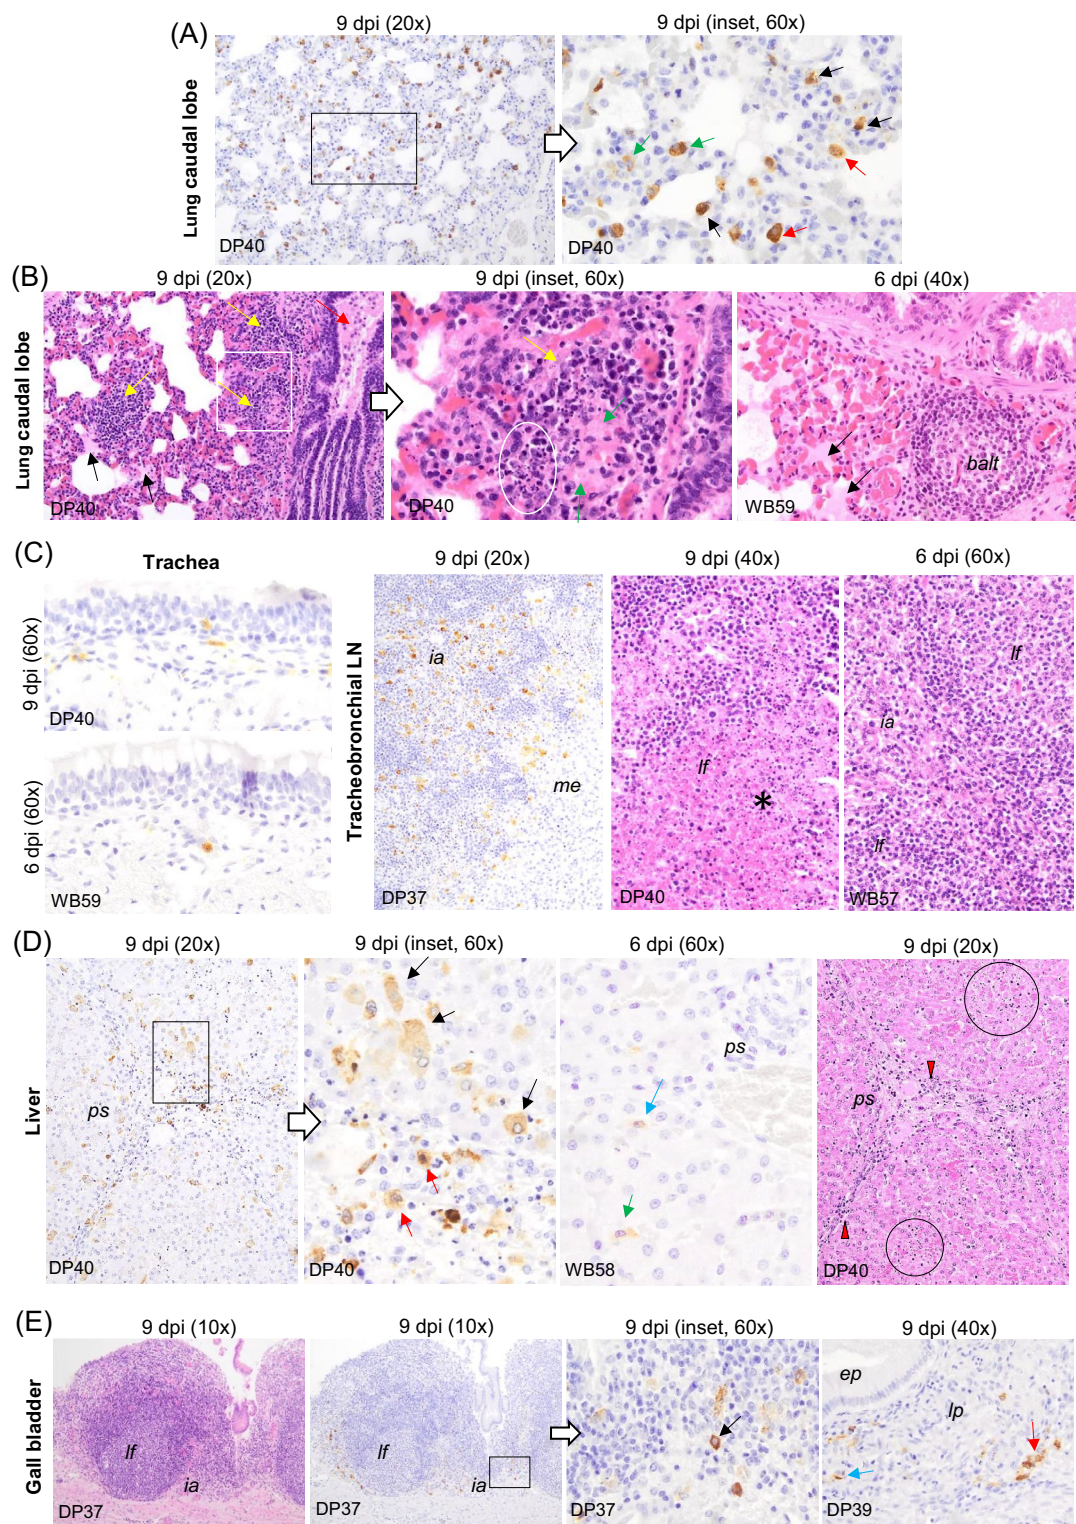 (A)
9 dpi (20x)
9 dpi (inset, 60x)
Lung caudal lobe
DP40
DP40
(B)
9 dpi (20x)
9 dpi (inset, 60x)
6 dpi (40x)
Lung caudal lobe
DP40
DP40
balt
WB59
(C)
Trachea
9 dpi (60x)
DP40
6 dpi (60x)
WB59
Tracheobronchial LN
9 dpi (20x)
9 dpi (40x)
6 dpi (60x)
ia
me
DP37
lf
*
DP40
lf
ia
lf
WB57
(D)
9 dpi (20x)
9 dpi (inset, 60x)
6 dpi (60x)
9 dpi (20x)
Liver
ps
DP40
DP40
ps
WB58
ps
DP40
(E)
9 dpi (10x)
9 dpi (10x)
9 dpi (inset, 60x)
9 dpi (40x)
Gall bladder
lf
ia
DP37
lf
ia
DP37
DP37
ep
lp
DP39